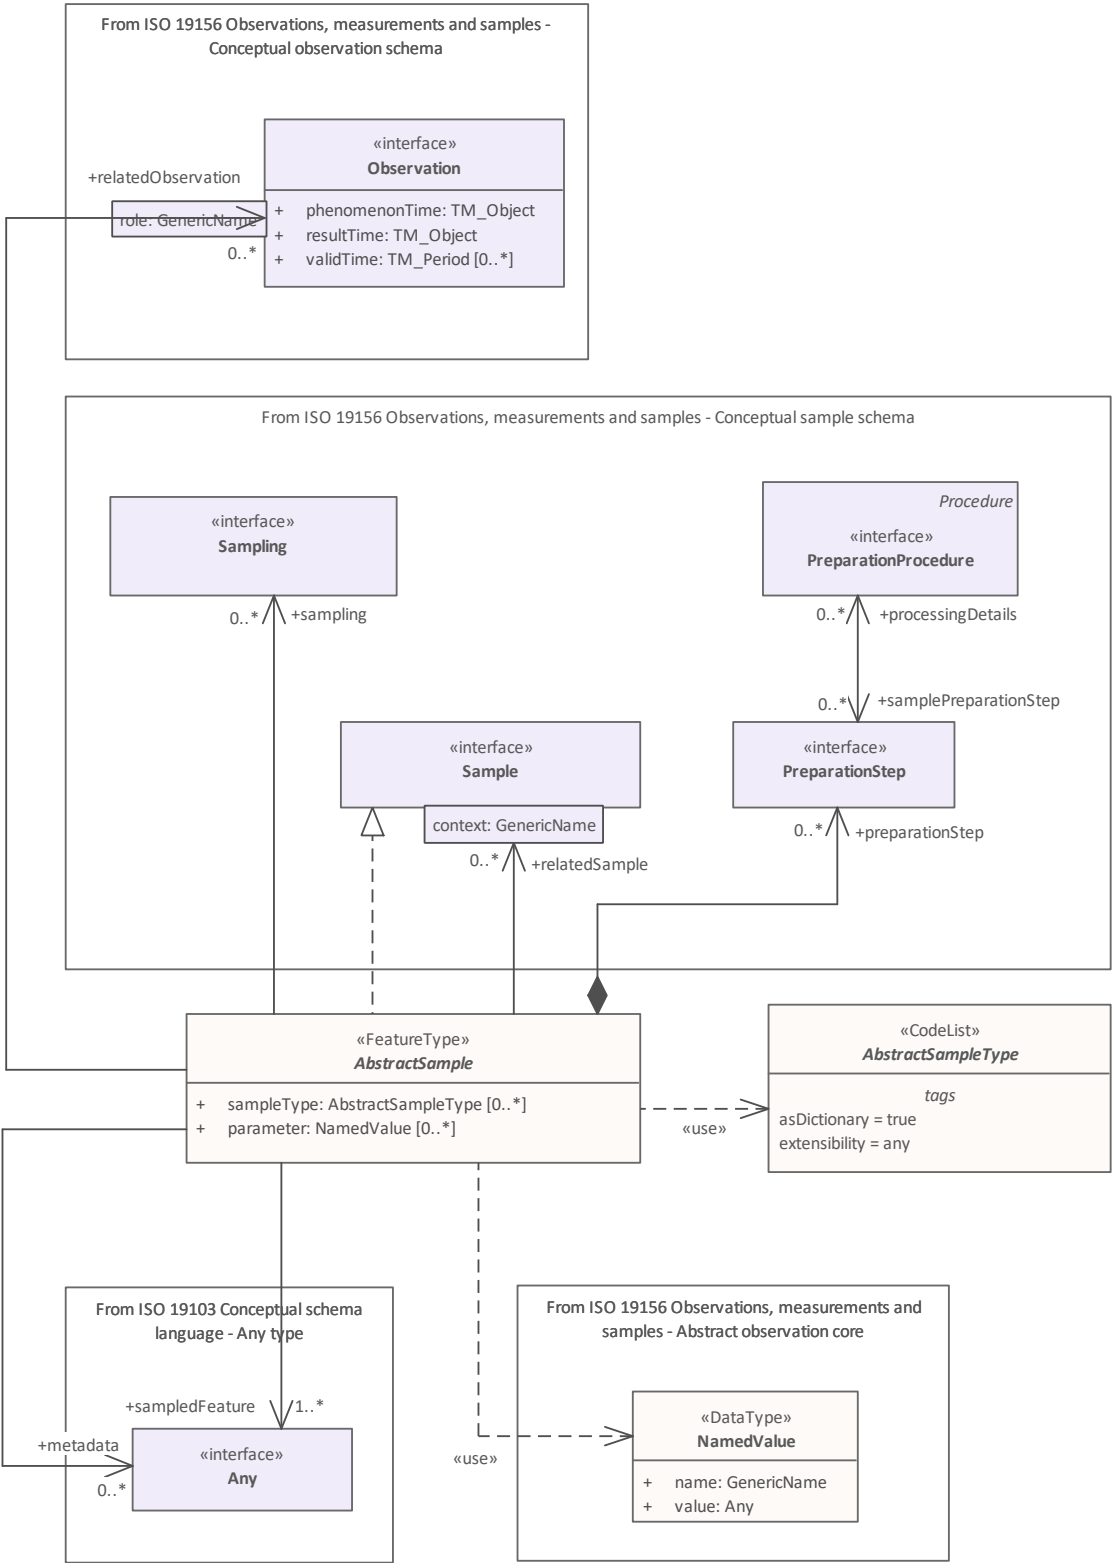 From ISO 19156 Observations, measurements and samples -
Conceptual observation schema
«interface»
Observation
+relatedObservation
role: GenericName
0..*
+ phenomenonTime: TM_Object
+ resultTime: TM_Object
+ validTime: TM_Period [0..*]
From ISO 19156 Observations, measurements and samples - Conceptual sample schema
«interface»
Sampling
0..*
+sampling
Procedure
«interface»
PreparationProcedure
0..*
+processingDetails
0..*
+samplePreparationStep
«interface»
Sample
context: GenericName
0..*
+relatedSample
«interface»
PreparationStep
0..*
+preparationStep
«FeatureType»
AbstractSample
+ sampleType: AbstractSampleType [0..*]
+ parameter: NamedValue [0..*]
«use»
«CodeList»
AbstractSampleType
tags
asDictionary = true
extensibility = any
From ISO 19103 Conceptual schema
language - Any type
+sampledFeature
1..*
+metadata
0..*
«interface»
Any
«use»
From ISO 19156 Observations, measurements and
samples - Abstract observation core
«DataType»
NamedValue
+ name: GenericName
+ value: Any